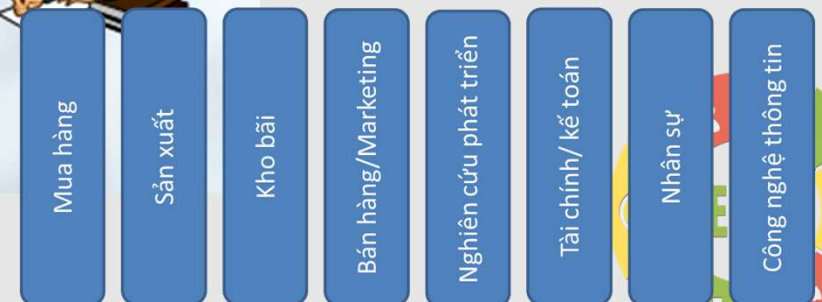 Mua hàng
Sản xuất
Kho bãi
Bán hàng/Marketing
Nghiên cứu phát triển
Tài chính/ kế toán
Nhân sự
Công nghệ thông tin